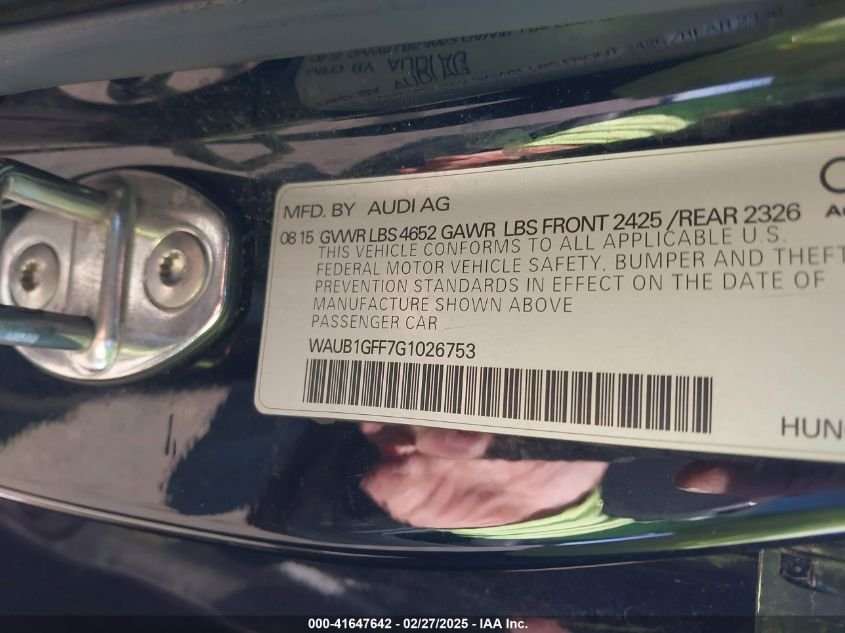 MFD. BY AUDI AG
08 15 GVWR LBS 4652 GAWR LBS FRONT 2425 /REAR 2326
THIS VEHICLE CONFORMS TO ALL APPLICABLE U.S.
FEDERAL MOTOR VEHICLE SAFETY, BUMPER AND THEFT
PREVENTION STANDARDS IN EFFECT ON THE DATE OF
MANUFACTURE SHOWN ABOVE
PASSENGER CAR
WAUB1GFF7G1026753
000-41647642 - 02/27/2025 - IAA Inc.